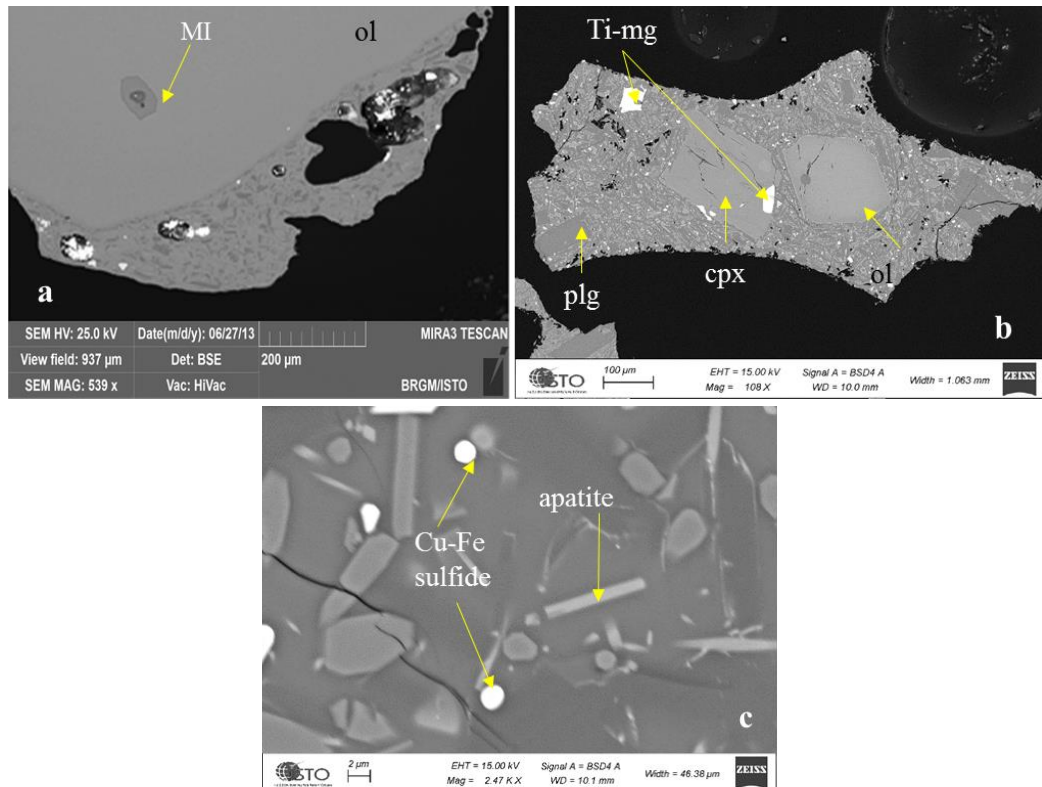 MI
ol
a
SEM HV: 25.0 kV Date(m/d/y): 06/27/13 MIRA3 TESCAN
View field: 937 µm Det: BSE 200 µm
SEM MAG: 539 x Vac: HiVac BRGM/ISTO
Ti-mg
plg
cpx
ol
b
ISTO 100 µm EHT = 15.00 kV Signal A = BSD4 A Width = 1.063 mm ZEISS
Mag = 108 X WD = 10.0 mm
apatite
Cu-Fe
sulfide
c
ISTO 2 µm EHT = 15.00 kV Signal A = BSD4 A Width = 46.38 µm ZEISS
Mag = 2.47 K X WD = 10.1 mm